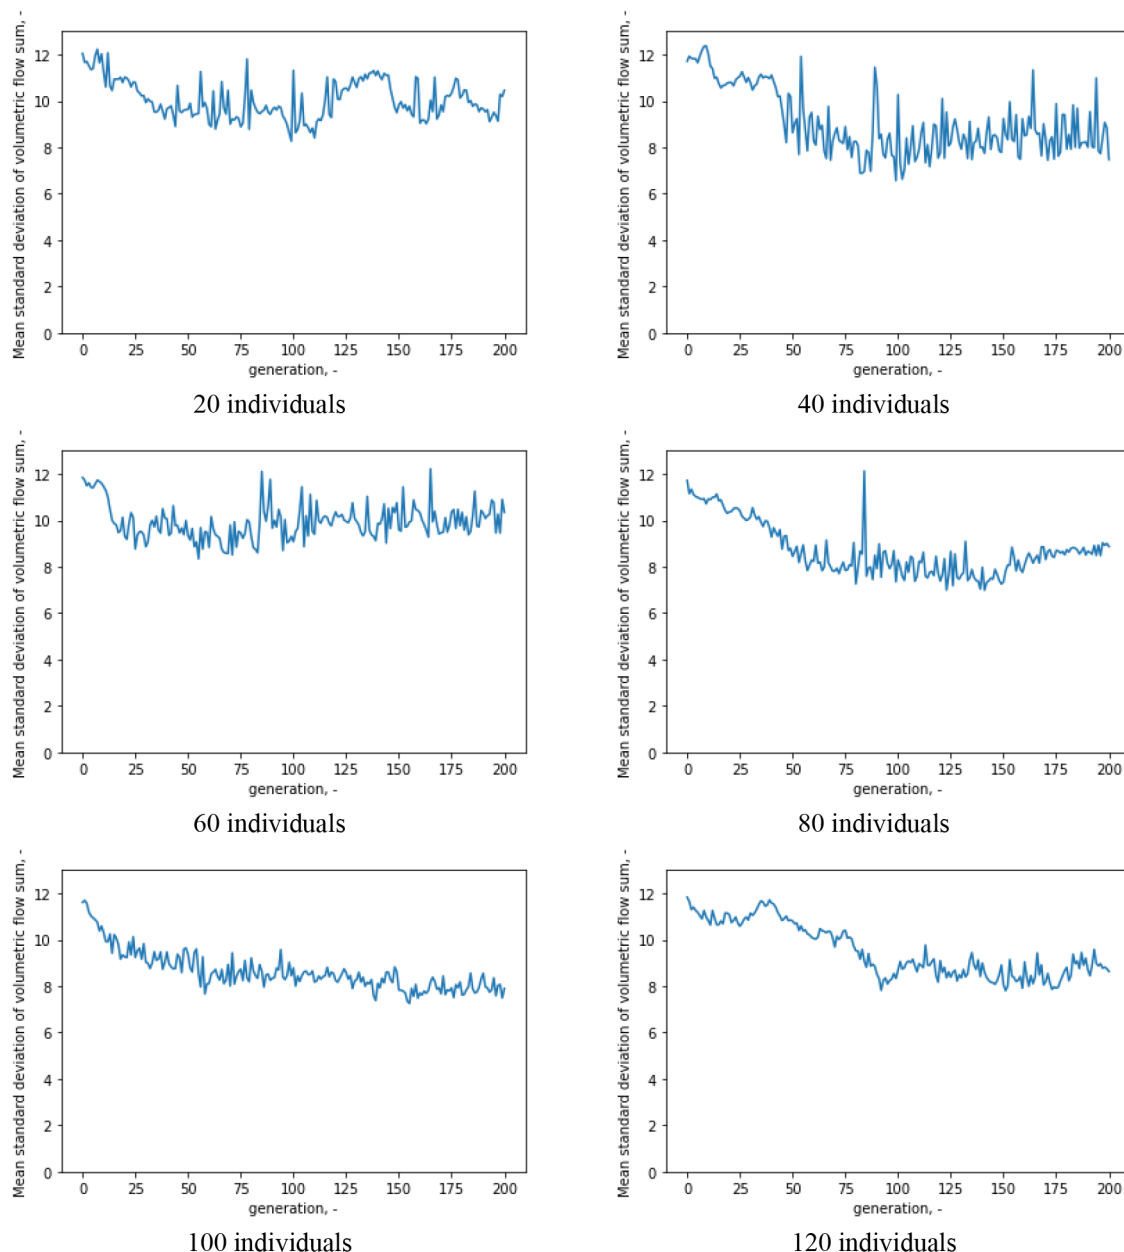 Mean standard deviation of volumetric flow sum, -
12
10
8
6
4
2
0
0 25 50 75 100 125 150 175 200
generation, -
20 individuals
Mean standard deviation of volumetric flow sum, -
12
10
8
6
4
2
0
0 25 50 75 100 125 150 175 200
generation, -
40 individuals
Mean standard deviation of volumetric flow sum, -
12
10
8
6
4
2
0
0 25 50 75 100 125 150 175 200
generation, -
60 individuals
Mean standard deviation of volumetric flow sum, -
12
10
8
6
4
2
0
0 25 50 75 100 125 150 175 200
generation, -
80 individuals
Mean standard deviation of volumetric flow sum, -
12
10
8
6
4
2
0
0 25 50 75 100 125 150 175 200
generation, -
100 individuals
Mean standard deviation of volumetric flow sum, -
12
10
8
6
4
2
0
0 25 50 75 100 125 150 175 200
generation, -
120 individuals